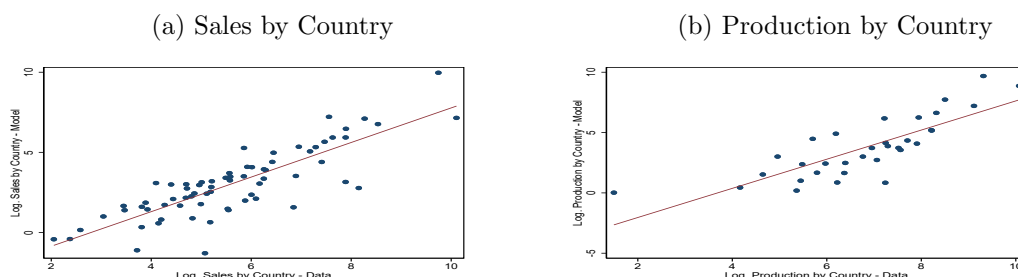 (a) Sales by Country
(b) Production by Country
Log. Sales by Country - Model
10
5
0
2
4
6
8
10
Log. Sales by Country - Data
Log. Production by Country - Model
10
5
0
-5
2
4
6
8
10
Log. Production by Country - Data